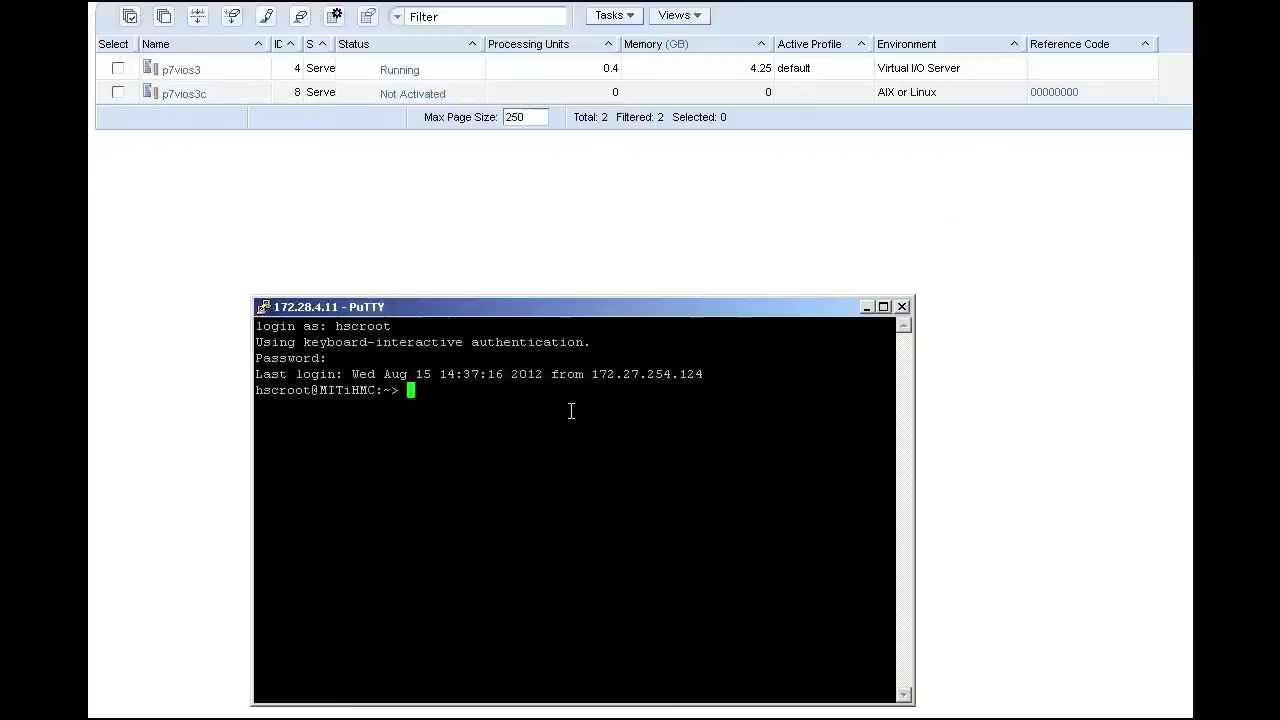 Filter Tasks Views
Select Name ID S Status Processing Units Memory (GB) Active Profile Environment Reference Code
p7vios3 4 Serve Running 0.4 4.25 default Virtual I/O Server
p7vios3c 8 Serve Not Activated 0 0 AIX or Linux 00000000
Max Page Size: 250 Total: 2 Filtered: 2 Selected: 0
172.28.4.11 - PuTTY
login as: hscroot
Using keyboard-interactive authentication.
Password:
Last login: Wed Aug 15 14:37:16 2012 from 172.27.254.124
hscroot@MITiHMC:~>